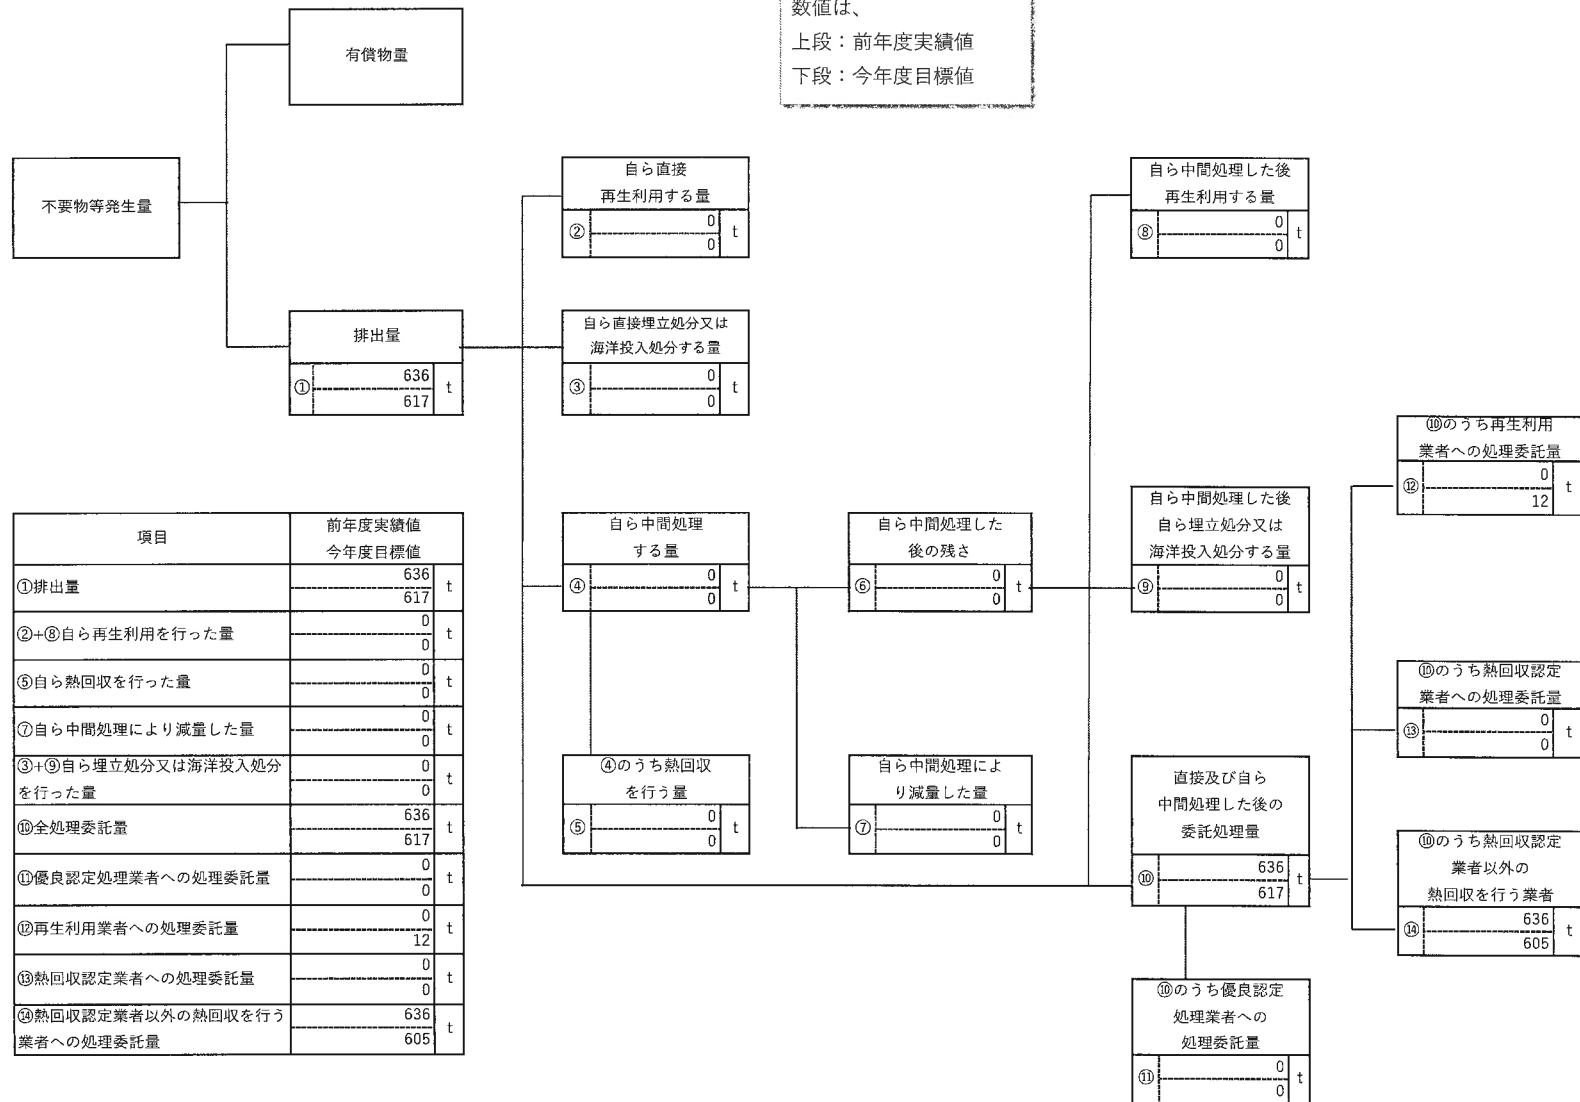 数値は、
上段：前年度実績値
下段：今年度目標値
有償物量
不要物等発生量
排出量
① 636 t
617
自ら直接
再生利用する量
② 0 t
0
自ら直接埋立処分又は
海洋投入処分する量
③ 0 t
0
自ら中間処理
する量
④ 0 t
0
④のうち熱回収
を行う量
⑤ 0 t
0
自ら中間処理した
後の残さ
⑥ 0 t
0
自ら中間処理によ
り減量した量
⑦ 0 t
0
自ら中間処理した後
再生利用する量
⑧ 0 t
0
自ら中間処理した後
自ら埋立処分又は
海洋投入処分する量
⑨ 0 t
0
直接及び自ら
中間処理した後の
委託処理量
⑩ 636 t
617
⑩のうち優良認定
処理業者への
処理委託量
⑪ 0 t
0
⑩のうち再生利用
業者への処理委託量
⑫ 0 t
12
⑩のうち熱回収認定
業者への処理委託量
⑬ 0 t
0
⑩のうち熱回収認定
業者以外の
熱回収を行う業者
⑭ 636 t
605
項目 前年度実績値
今年度目標値
①排出量 636 t
617
②+⑧自ら再生利用を行った量 0 t
0
⑤自ら熱回収を行った量 0 t
0
⑦自ら中間処理により減量した量 0 t
0
③+⑨自ら埋立処分又は海洋投入処分 0 t
を行った量 0
⑩全処理委託量 636 t
617
⑪優良認定処理業者への処理委託量 0 t
0
⑫再生利用業者への処理委託量 0 t
12
⑬熱回収認定業者への処理委託量 0 t
0
⑭熱回収認定業者以外の熱回収を行う 636 t
業者への処理委託量 605